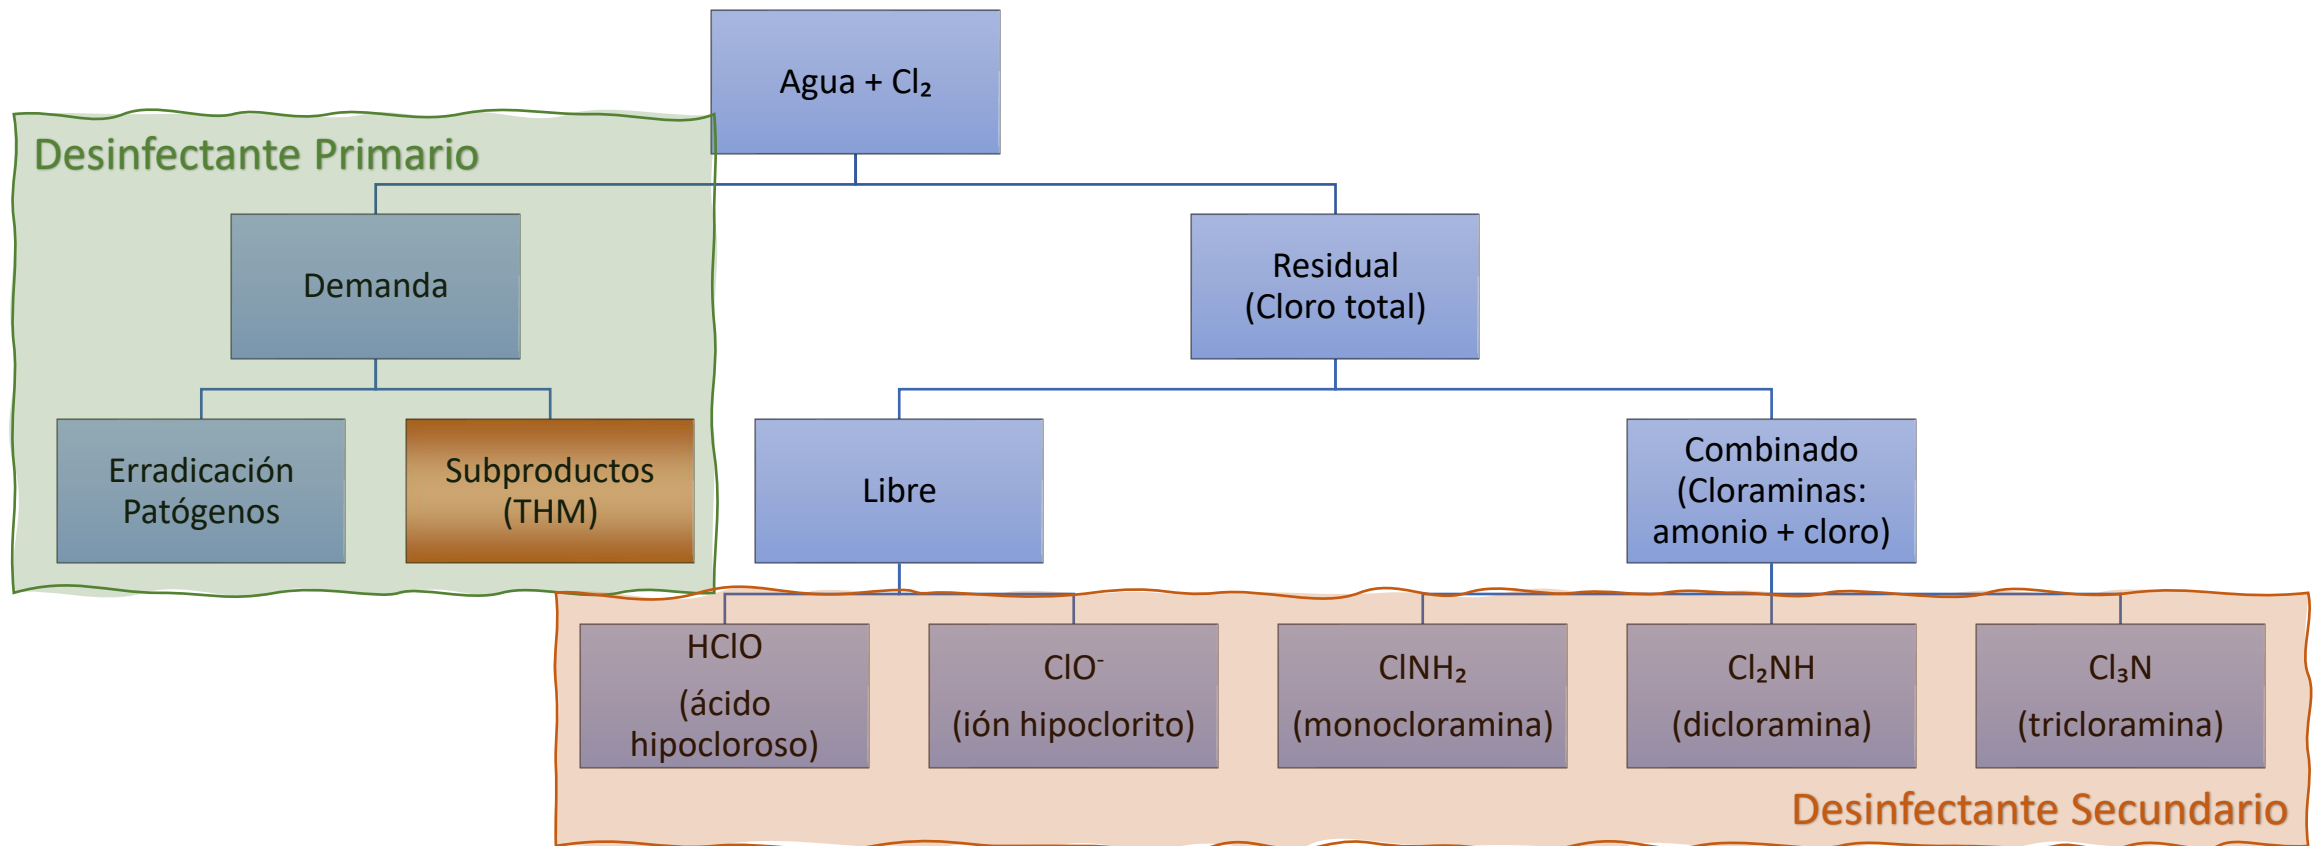 Agua + Cl₂
Desinfectante Primario
Demanda
Residual
(Cloro total)
Erradicación
Patógenos
Subproductos
(THM)
Libre
Combinado
(Cloraminas:
amonio + cloro)
HClO
(ácido
hipocloroso)
ClO⁻
(ión hipoclorito)
ClNH₂
(monocloramina)
Cl₂NH
(dicloramina)
Cl₃N
(tricloramina)
Desinfectante Secundario